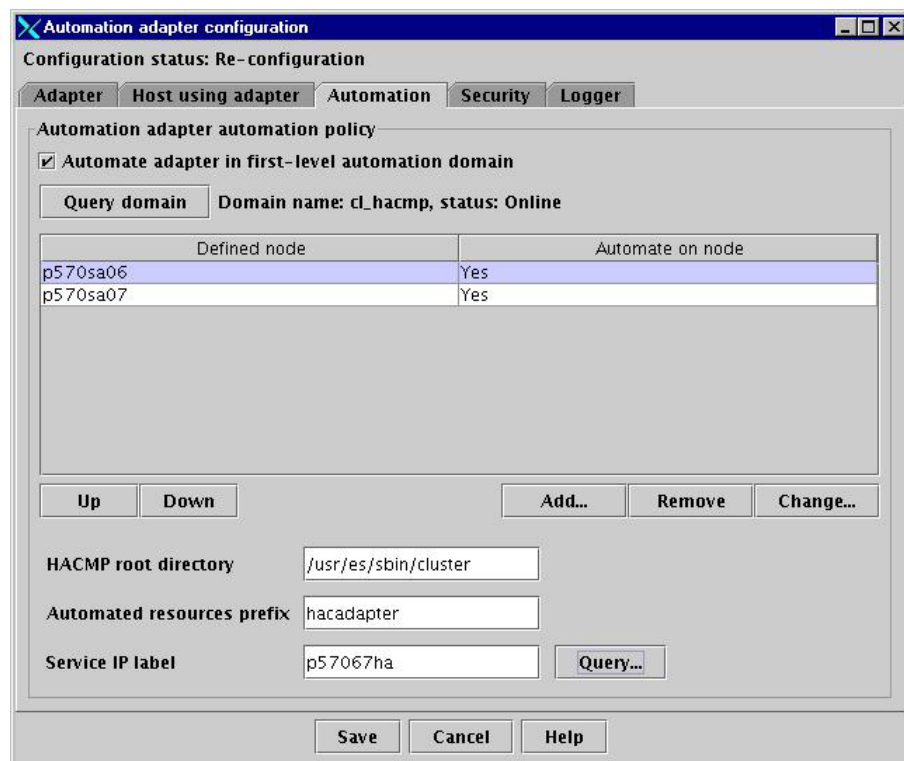 Automation adapter configuration
Configuration status: Re-configuration
Adapter Host using adapter Automation Security Logger
Automation adapter automation policy
Automate adapter in first-level automation domain
Query domain Domain name: cl_hacmp, status: Online
Defined node Automate on node
p570sa06 Yes
p570sa07 Yes
Up Down Add... Remove Change...
HACMP root directory /usr/es/sbin/cluster
Automated resources prefix hacadapter
Service IP label p57067ha Query...
Save Cancel Help